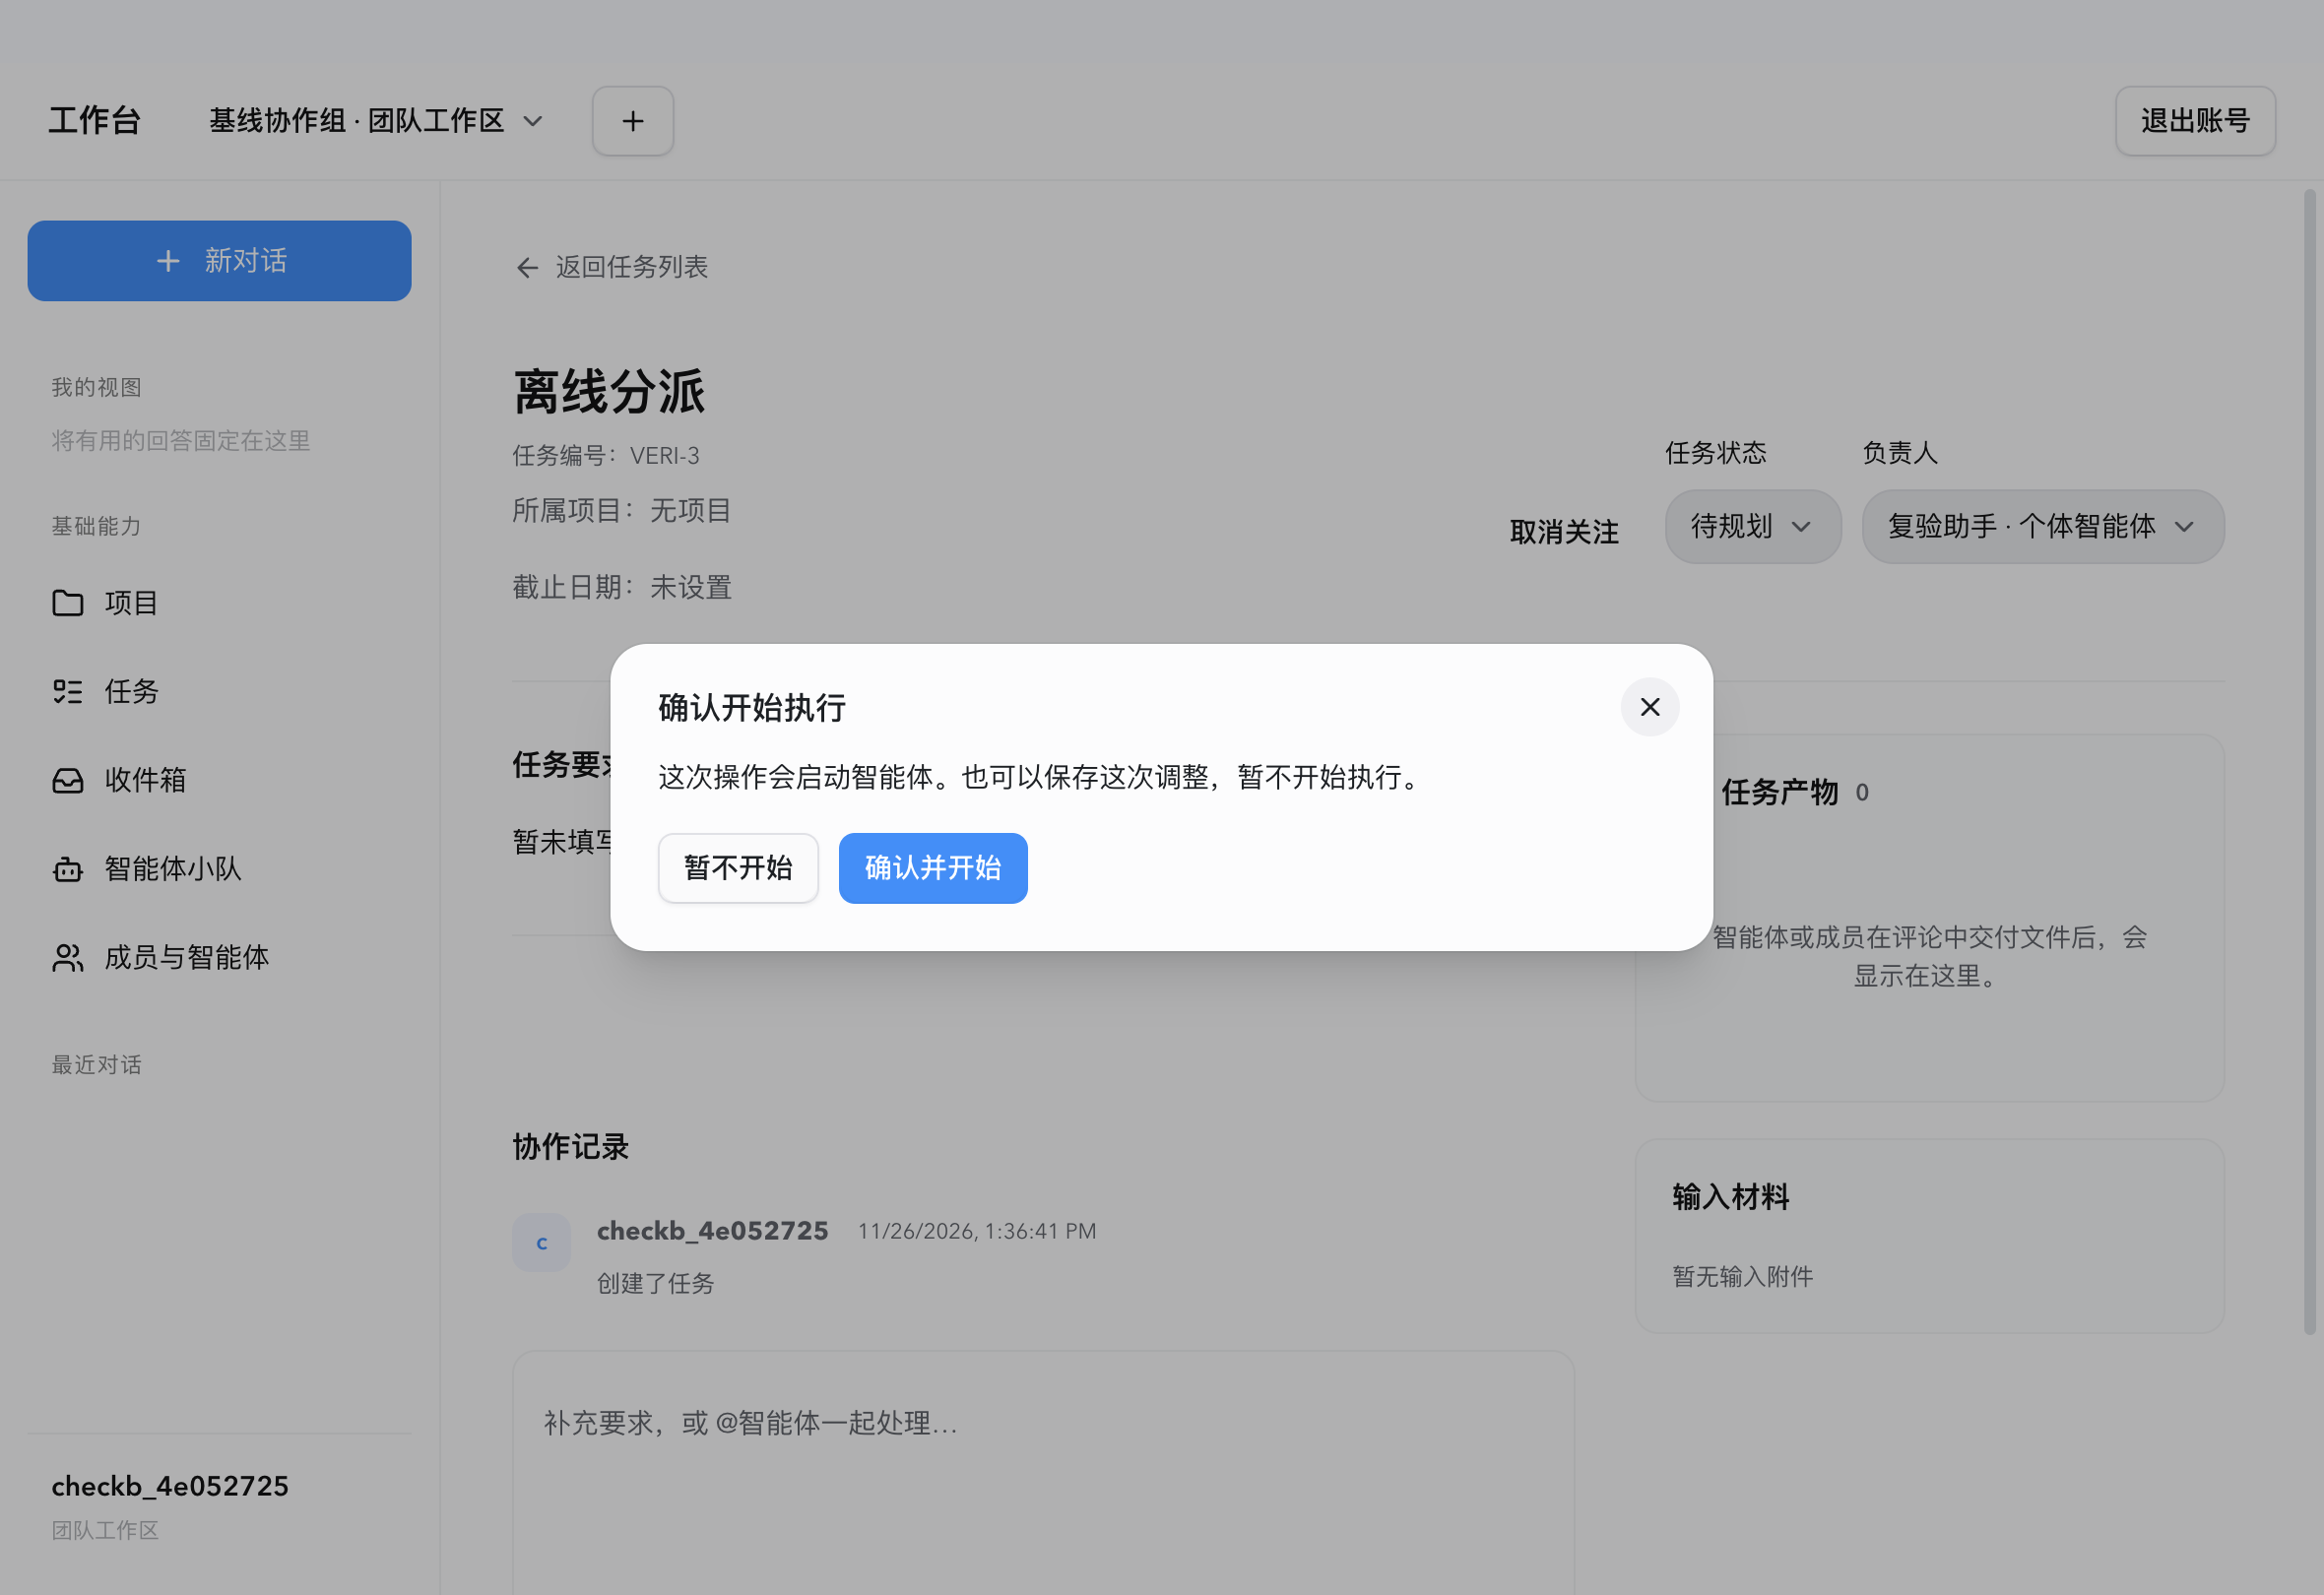 工作台
基线协作组 · 团队工作区
退出账号
新对话
我的视图
将有用的回答固定在这里
基础能力
项目
任务
收件箱
智能体小队
成员与智能体
最近对话
checkb_4e052725
团队工作区
返回任务列表
离线分派
任务编号：VERI-3
所属项目：无项目
截止日期：未设置
取消关注
任务状态
待规划
负责人
复验助手 · 个体智能体
确认开始执行
这次操作会启动智能体。也可以保存这次调整，暂不开始执行。
暂不开始
确认并开始
任务要
暂未填
任务产物 0
智能体或成员在评论中交付文件后，会
显示在这里。
协作记录
c
checkb_4e052725 11/26/2026, 1:36:41 PM
创建了任务
输入材料
暂无输入附件
补充要求，或 @智能体一起处理...